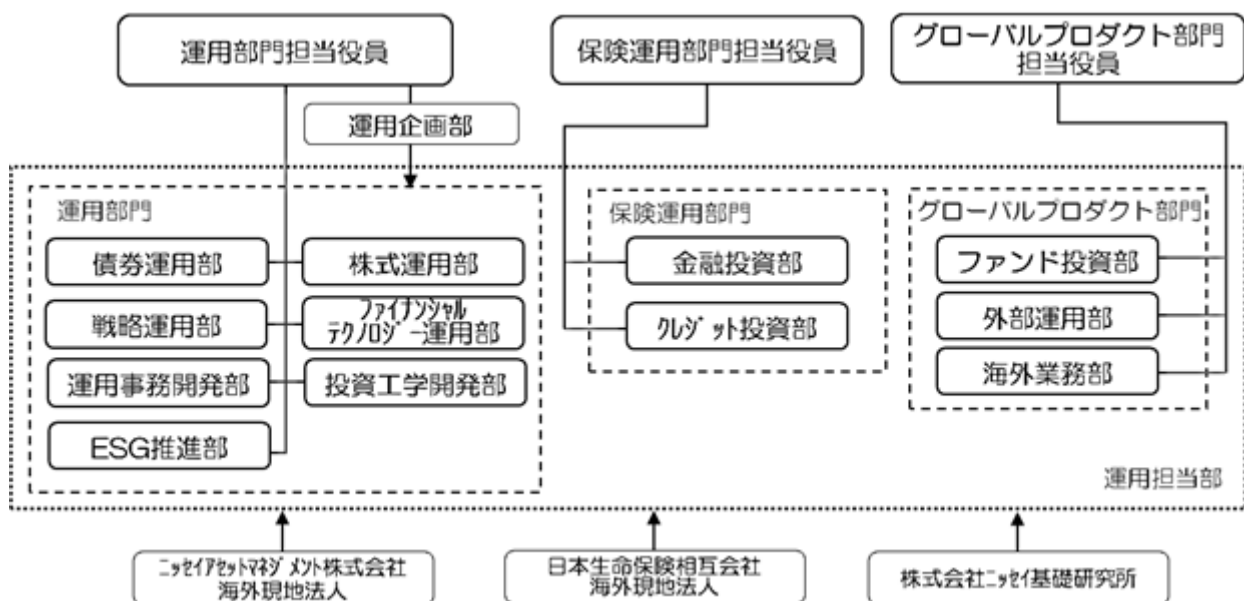 運用部門担当役員
保険運用部門担当役員
グローバルプロダクト部門
担当役員
運用企画部
運用部門
債券運用部
株式運用部
戦略運用部
ﾌｧｲﾅﾝｼｬﾙ
ﾃｸﾉﾛｼﾞｰ運用部
運用事務開発部
投資工学開発部
ESG推進部
保険運用部門
金融投資部
ｸﾚｼﾞｯﾄ投資部
グローバルプロダクト部門
ファンド投資部
外部運用部
海外業務部
運用担当部
ﾆｯｾｲｱｾｯﾄﾏﾈｼﾞﾒﾝﾄ株式会社
海外現地法人
日本生命保険相互会社
海外現地法人
株式会社ﾆｯｾｲ基礎研究所